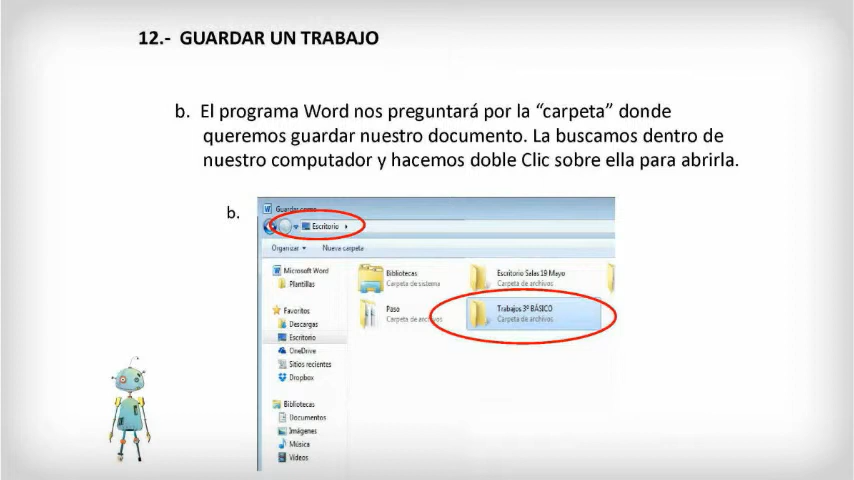 12.- GUARDAR UN TRABAJO
b. El programa Word nos preguntará por la “carpeta” donde
queremos guardar nuestro documento. La buscamos dentro de
nuestro computador y hacemos doble Clic sobre ella para abrirla.
b.
Guardar como
Escritorio
Organizar
Nueva carpeta
Microsoft Word
Plantillas
Favoritos
Descargas
Escritorio
OneDrive
Sitios recientes
Dropbox
Bibliotecas
Documentos
Imágenes
Música
Vídeos
Bibliotecas
Carpeta de sistema
Escritorio Salas 19 Mayo
Carpeta de archivos
Paso
Carpeta de archivos
Trabajos 3º BÁSICO
Carpeta de archivos